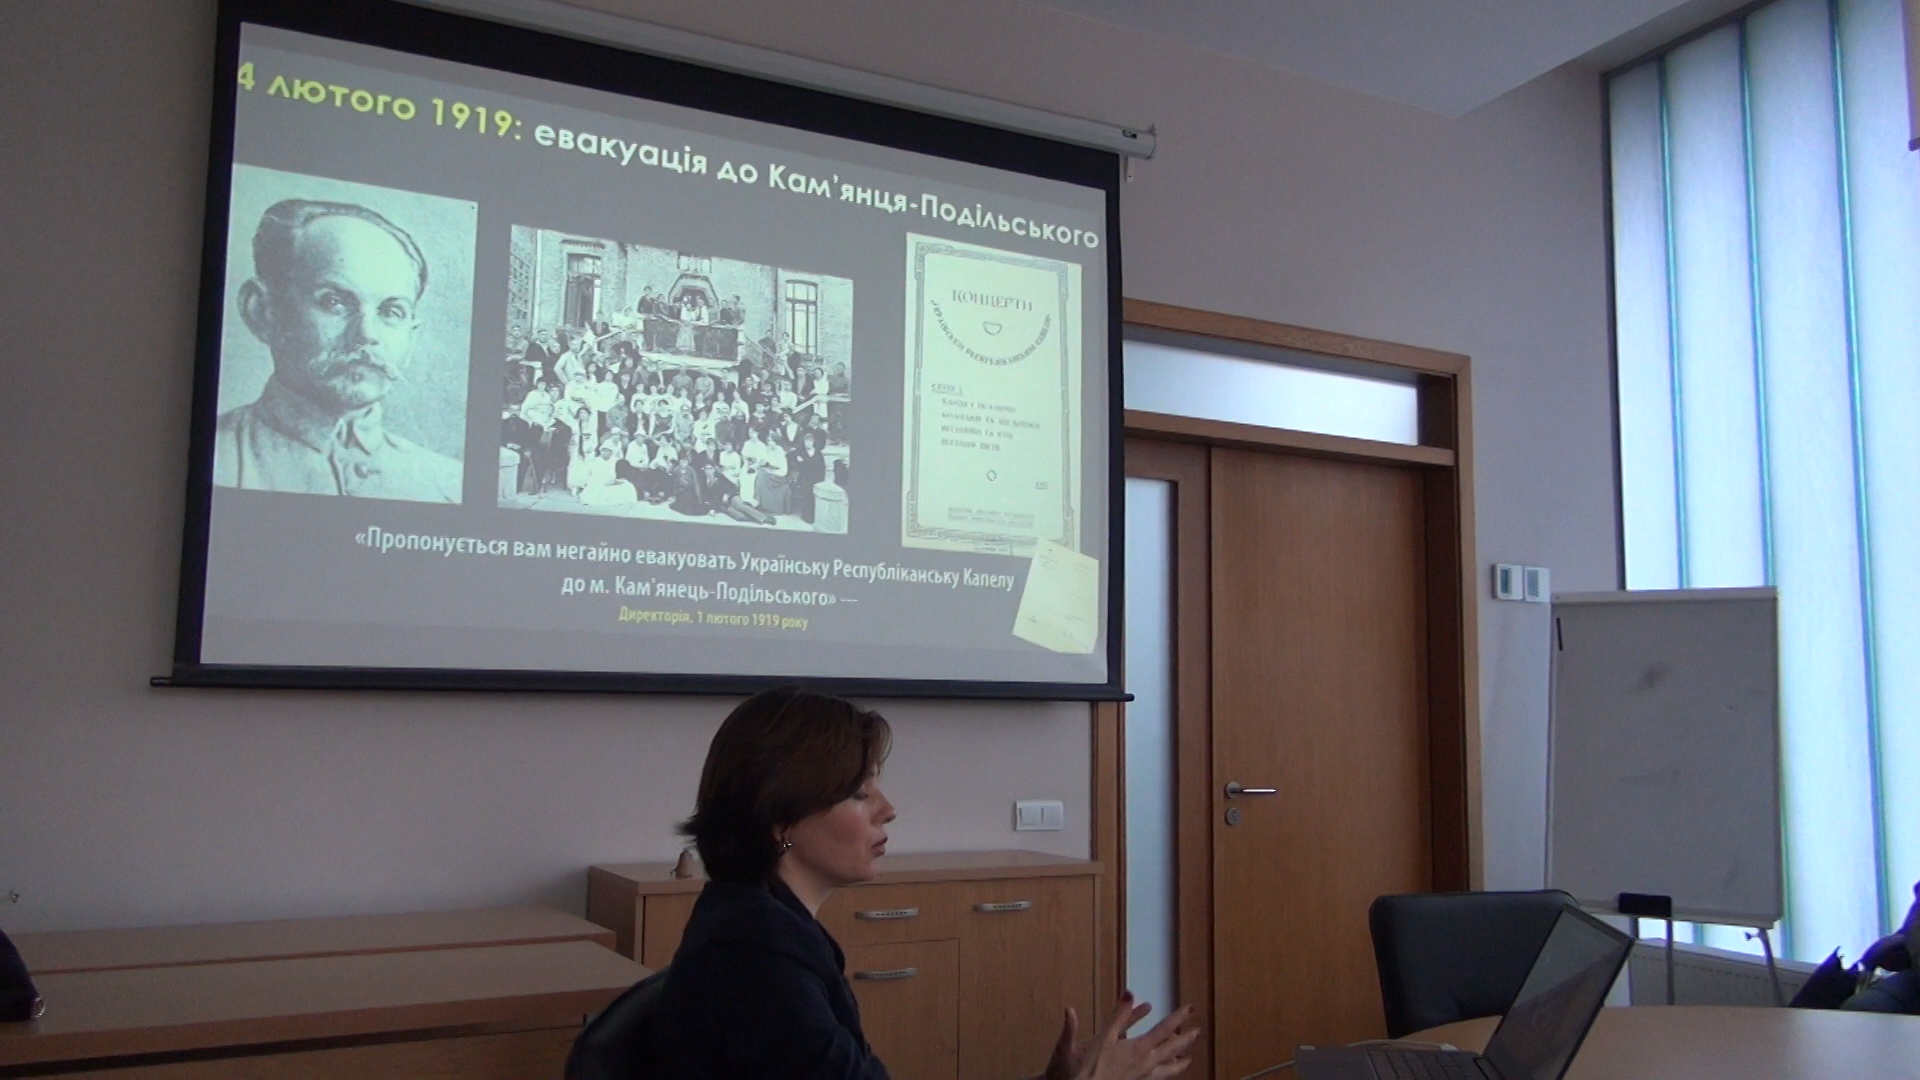 4 лютого 1919: евакуація до Кам'янця-Подільського
КОНЦЕРТИ
«Пропонується вам негайно евакуовать Українську Республіканську Капелу
до м. Кам'янець-Подільського» —
Директорія, 1 лютого 1919 року